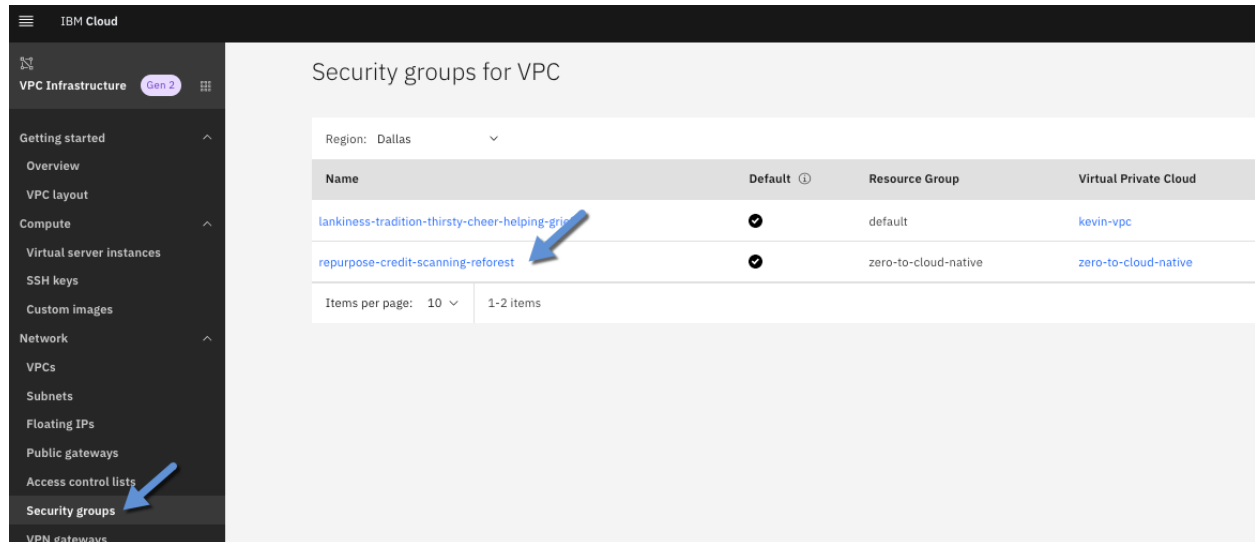 IBM Cloud
VPC Infrastructure Gen 2
Getting started
Overview
VPC layout
Compute
Virtual server instances
SSH keys
Custom images
Network
VPCs
Subnets
Floating IPs
Public gateways
Access control lists
Security groups
VPN gateways
Security groups for VPC
Region: Dallas
Name Default Resource Group Virtual Private Cloud
lankiness-tradition-thirsty-cheer-helping- default kevin-vpc
repurpose-credit-scanning-reforest zero-to-cloud-native zero-to-cloud-native
Items per page: 10 1-2 items